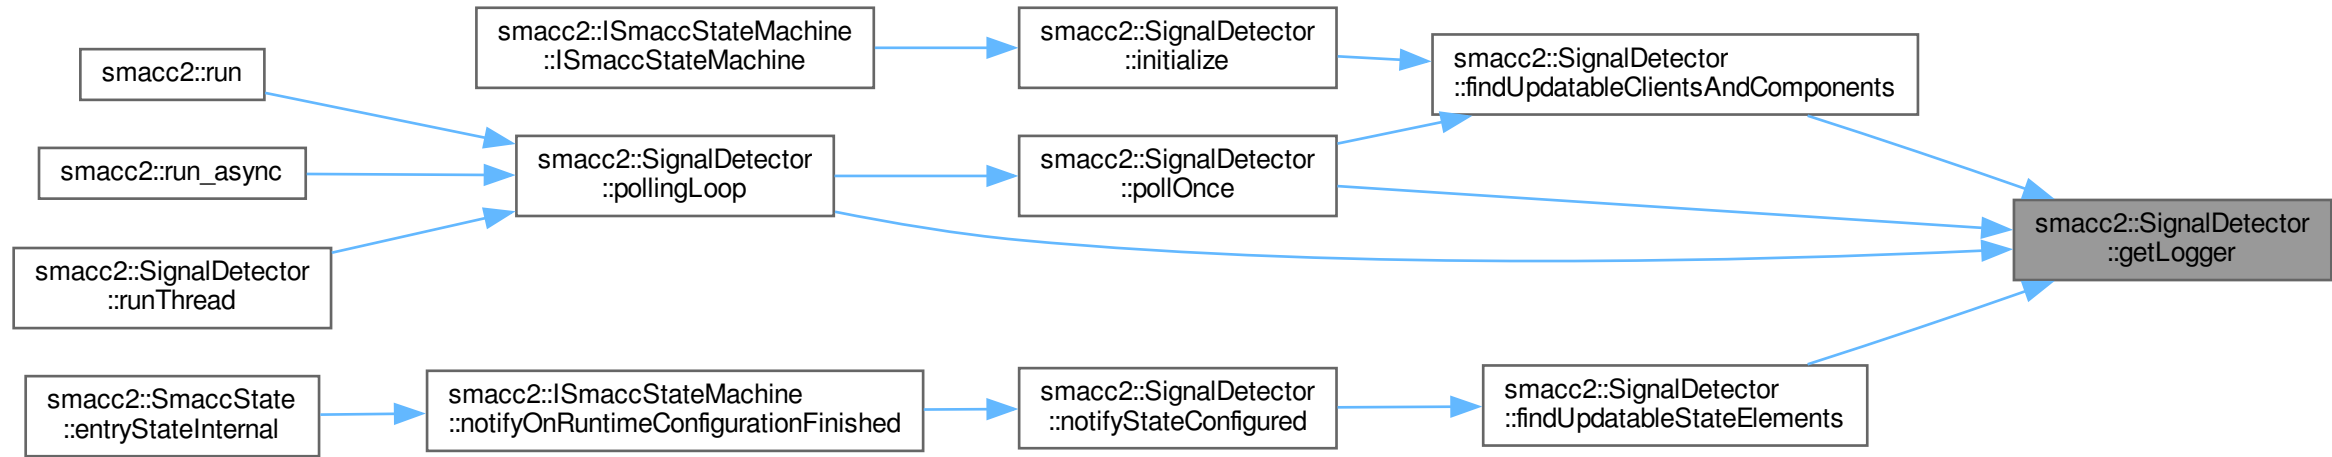 smacc2::ISmaccStateMachine
::ISmaccStateMachine
smacc2::SignalDetector
::initialize
smacc2::SignalDetector
::findUpdatableClientsAndComponents
smacc2::run
smacc2::run_async
smacc2::SignalDetector
::pollingLoop
smacc2::SignalDetector
::pollOnce
smacc2::SignalDetector
::getLogger
smacc2::SignalDetector
::runThread
smacc2::SmaccState
::entryStateInternal
smacc2::ISmaccStateMachine
::notifyOnRuntimeConfigurationFinished
smacc2::SignalDetector
::notifyStateConfigured
smacc2::SignalDetector
::findUpdatableStateElements